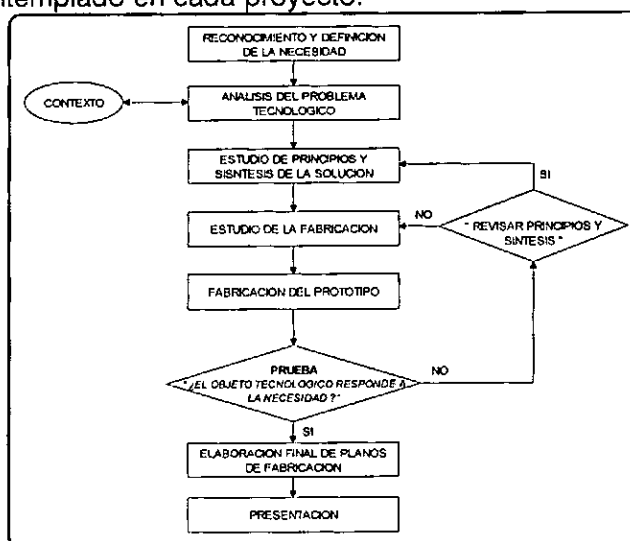 templado en cada proyecto.
RECONOCIMIENTO Y DEFINICION
DE LA NECESIDAD
CONTEXTO
ANALISIS DEL PROBLEMA
TECNOLOGICO
ESTUDIO DE PRINCIPIOS Y
SISNTESIS DE LA SOLUCION
SI
NO
" REVISAR PRINCIPIOS Y
SINTESIS "
ESTUDIO DE LA FABRICACION
FABRICACION DEL PROTOTIPO
PRUEBA
"¿EL OBJETO TECNOLOGICO RESPONDE A
LA NECESIDAD ?"
NO
SI
ELABORACION FINAL DE PLANOS
DE FABRICACION
PRESENTACION